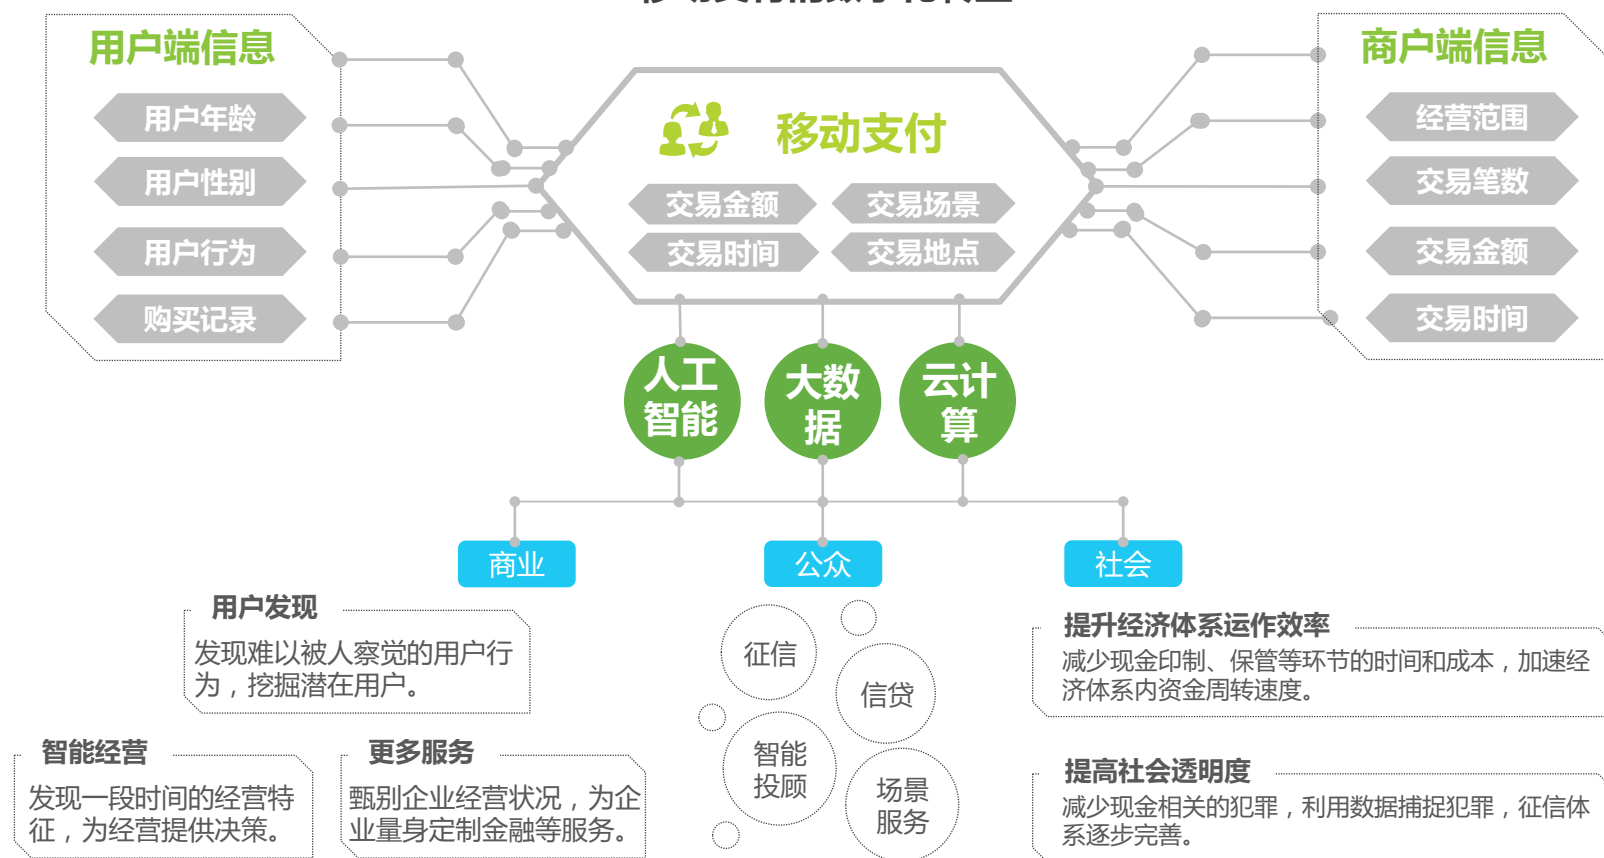 移动支付的数字化转型
用户端信息
用户年龄
用户性别
用户行为
购买记录
移动支付
交易金额
交易场景
交易时间
交易地点
商户端信息
经营范围
交易笔数
交易金额
交易时间
人工
智能
大数
据
云计
算
商业
公众
社会
用户发现
发现难以被人察觉的用户行
为，挖掘潜在用户。
智能经营
发现一段时间的经营特
征，为经营提供决策。
更多服务
甄别企业经营状况，为企
业量身定制金融等服务。
征信
信贷
智能
投顾
场景
服务
提升经济体系运作效率
减少现金印制、保管等环节的时间和成本，加速经
济体系内资金周转速度。
提高社会透明度
减少现金相关的犯罪，利用数据捕捉犯罪，征信体
系逐步完善。